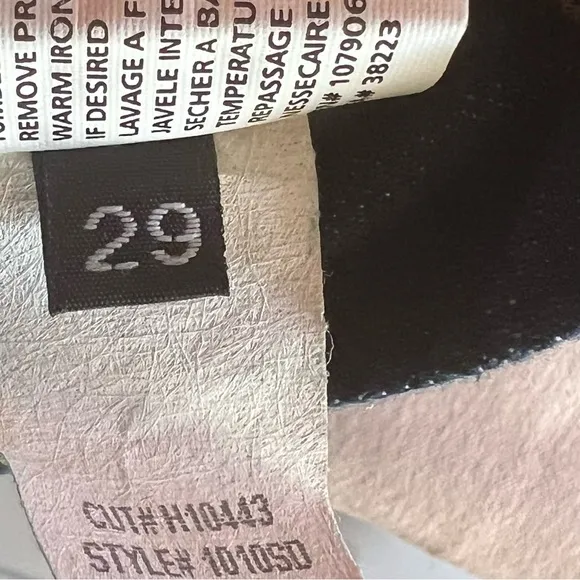 REMOVE PR
WARM IRON
IF DESIRED
LAVAGE A F
JAVELE INTE
SECHER A BA
TEMPERATU
REPASSAGE
NESSECAIRE
# 107906
# 38223
29
CUT# H10443
STYLE# 1010SD